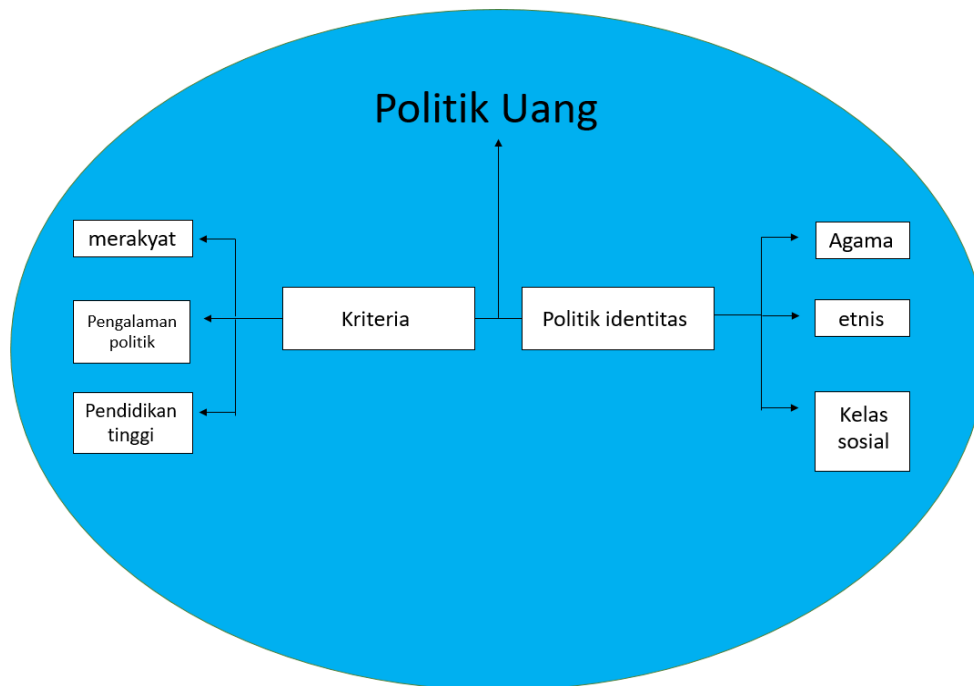 Politik Uang
merakyat
Pengalaman
politik
Pendidikan
tinggi
Kriteria
Politik identitas
Agama
etnis
Kelas
sosial